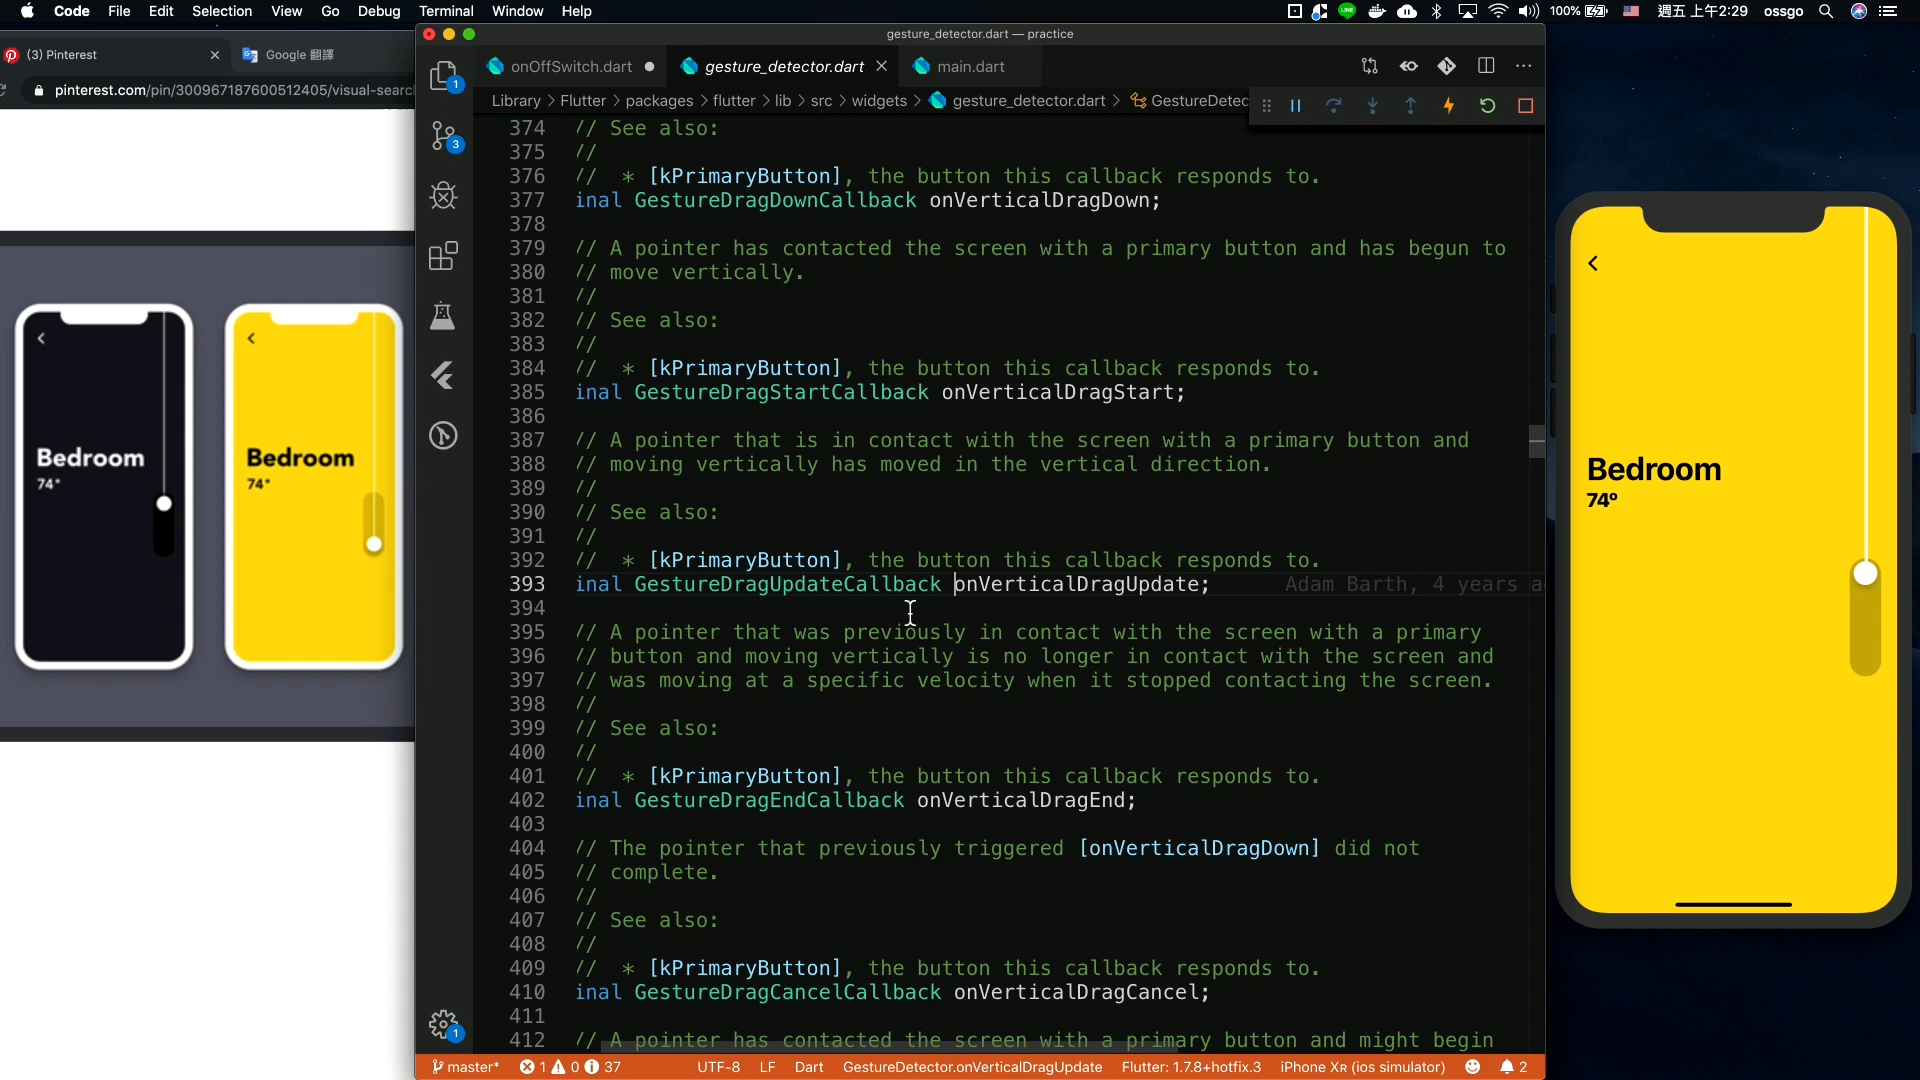 Code File Edit Selection View Go Debug Terminal Window Help
LINE 100% 週五 上午2:29 ossgo
gesture_detector.dart — practice
(3) Pinterest
Google 翻譯
pinterest.com/pin/300967187600512405/visual-searc
onOffSwitch.dart
gesture_detector.dart
main.dart
Library > Flutter > packages > flutter > lib > src > widgets > gesture_detector.dart > GestureDetec
1
3
374 // See also:
375 //
376 //  * [kPrimaryButton], the button this callback responds to.
377 inal GestureDragDownCallback onVerticalDragDown;
378
379 // A pointer has contacted the screen with a primary button and has begun to
380 // move vertically.
381 //
382 // See also:
383 //
384 //  * [kPrimaryButton], the button this callback responds to.
385 inal GestureDragStartCallback onVerticalDragStart;
386
387 // A pointer that is in contact with the screen with a primary button and
388 // moving vertically has moved in the vertical direction.
389 //
390 // See also:
391 //
392 //  * [kPrimaryButton], the button this callback responds to.
393 inal GestureDragUpdateCallback onVerticalDragUpdate; Adam Barth, 4 years a
394
395 // A pointer that was previously in contact with the screen with a primary
396 // button and moving vertically is no longer in contact with the screen and
397 // was moving at a specific velocity when it stopped contacting the screen.
398 //
399 // See also:
400 //
401 //  * [kPrimaryButton], the button this callback responds to.
402 inal GestureDragEndCallback onVerticalDragEnd;
403
404 // The pointer that previously triggered [onVerticalDragDown] did not
405 // complete.
406 //
407 // See also:
408 //
409 //  * [kPrimaryButton], the button this callback responds to.
410 inal GestureDragCancelCallback onVerticalDragCancel;
411
412 // A pointer has contacted the screen with a primary button and might begin
1
master* 1 0 37 UTF-8 LF Dart GestureDetector.onVerticalDragUpdate Flutter: 1.7.8+hotfix.3 iPhone Xʀ (ios simulator) 2
Bedroom
74°
Bedroom
74°
Bedroom
74º